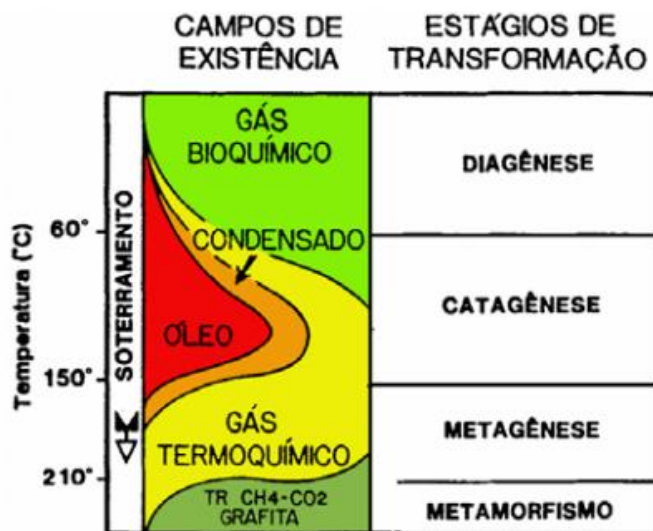 CAMPOS DE
EXISTÊNCIA
ESTÁGIOS DE
TRANSFORMAÇÃO
Temperatura (°C)
60°
150°
210°
SOTERRAMENTO
GÁS
BIOQUÍMICO
CONDENSADO
ÓLEO
GÁS
TERMOQUÍMICO
TR CH4-CO2
GRAFITA
DIAGÊNESE
CATAGÊNESE
METAGÊNESE
METAMORFISMO